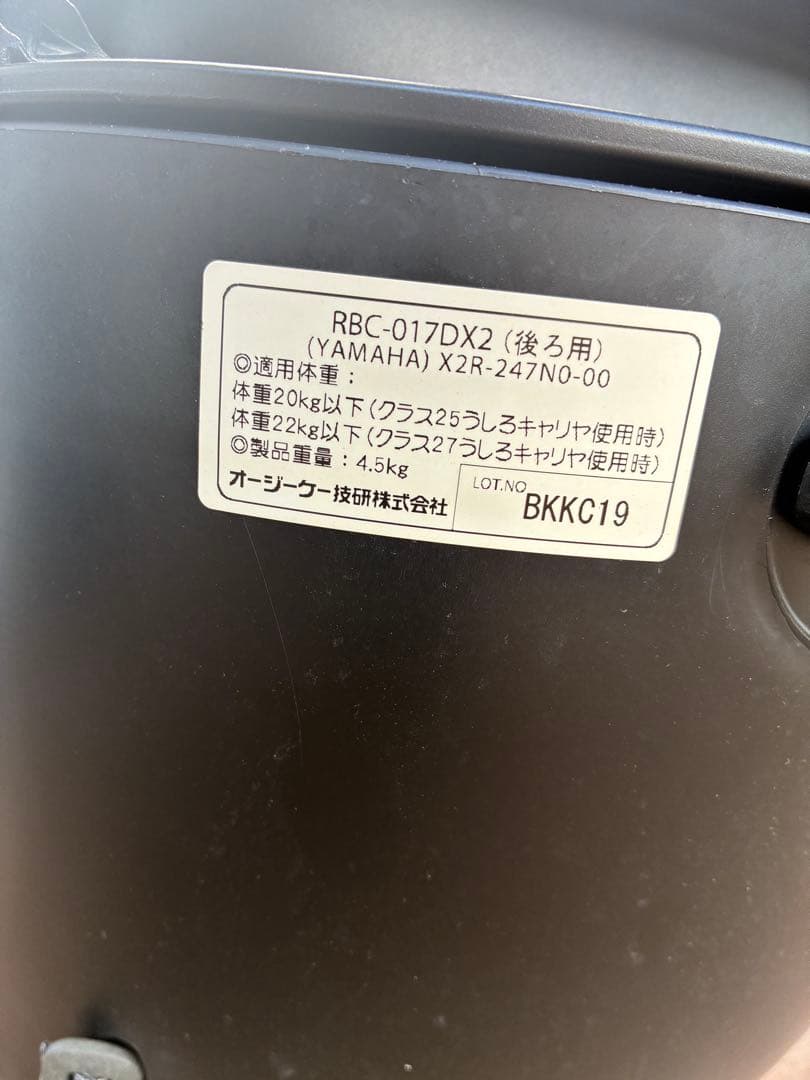 RBC-017DX2 (後ろ用)
(YAMAHA) X2R-247N0-00
◎適用体重:
体重20kg以下(クラス25うしろキャリヤ使用時)
体重22kg以下(クラス27うしろキャリヤ使用時)
◎製品重量:4.5kg
オージーケー技研株式会社
LOT.NO
BKKC19